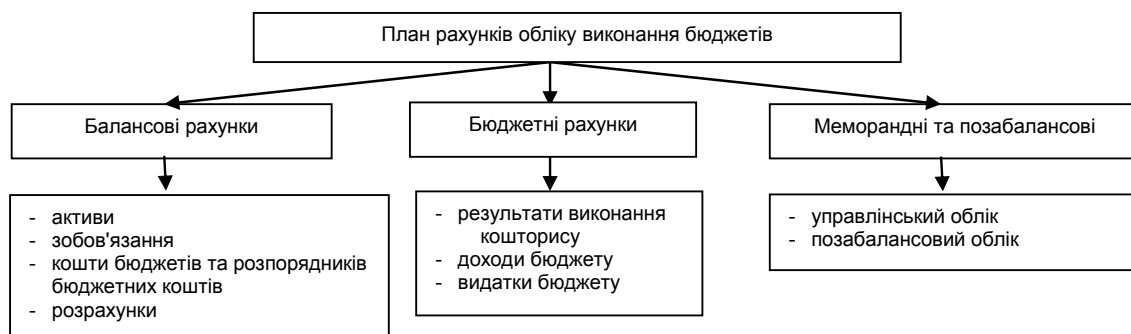 План рахунків обліку виконання бюджетів
Балансові рахунки
Бюджетні рахунки
Меморандні та позабалансові
- активи
- зобов'язання
- кошти бюджетів та розпорядників
бюджетних коштів
- розрахунки
- результати виконання
кошторису
- доходи бюджету
- видатки бюджету
- управлінський облік
- позабалансовий облік